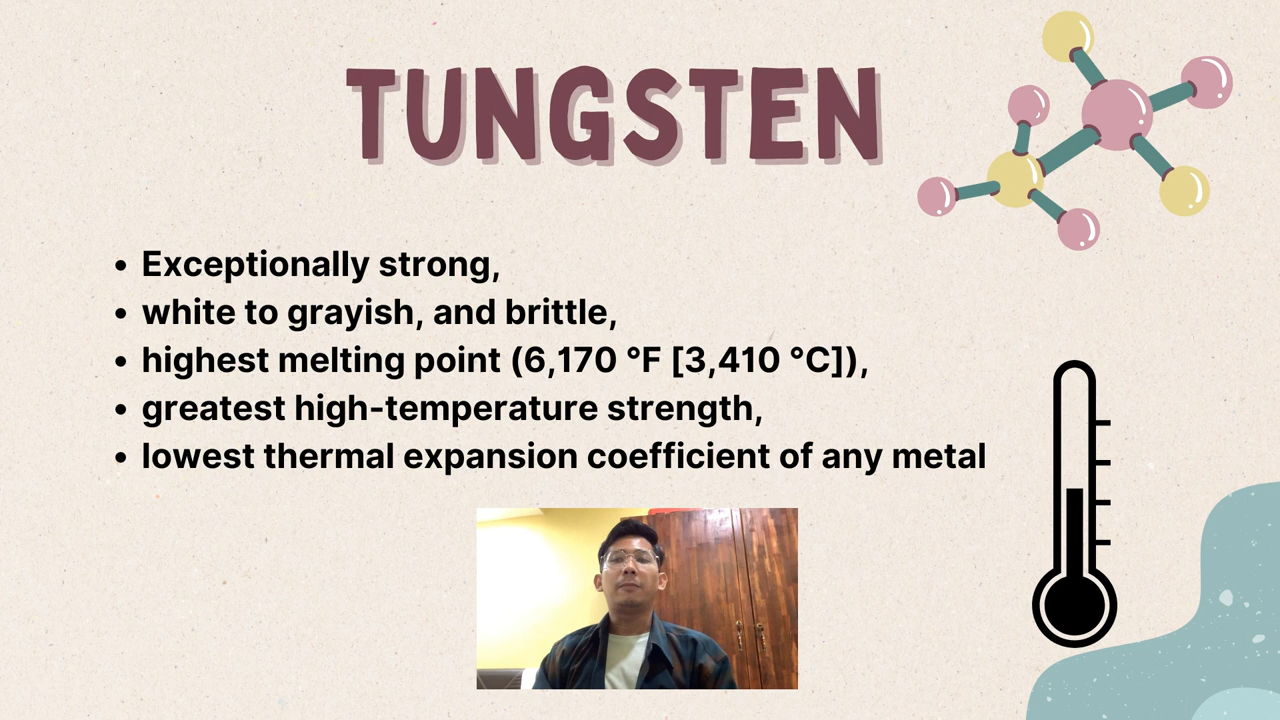 TUNGSTEN
• Exceptionally strong,
• white to grayish, and brittle,
• highest melting point (6,170 °F [3,410 °C]),
• greatest high-temperature strength,
• lowest thermal expansion coefficient of any metal